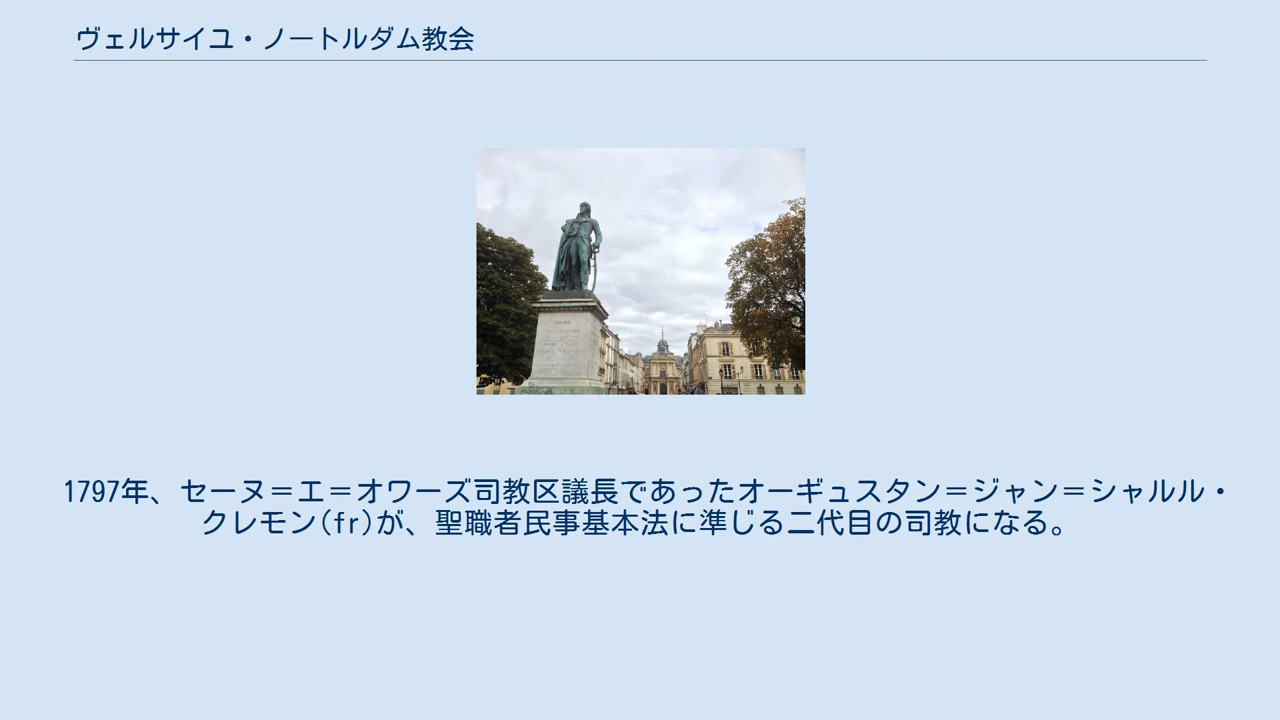 ヴェルサイユ・ノートルダム教会
1797年、セーヌ＝エ＝オワーズ司教区議長であったオーギュスタン＝ジャン＝シャルル・
クレモン(fr)が、聖職者民事基本法に準じる二代目の司教になる。